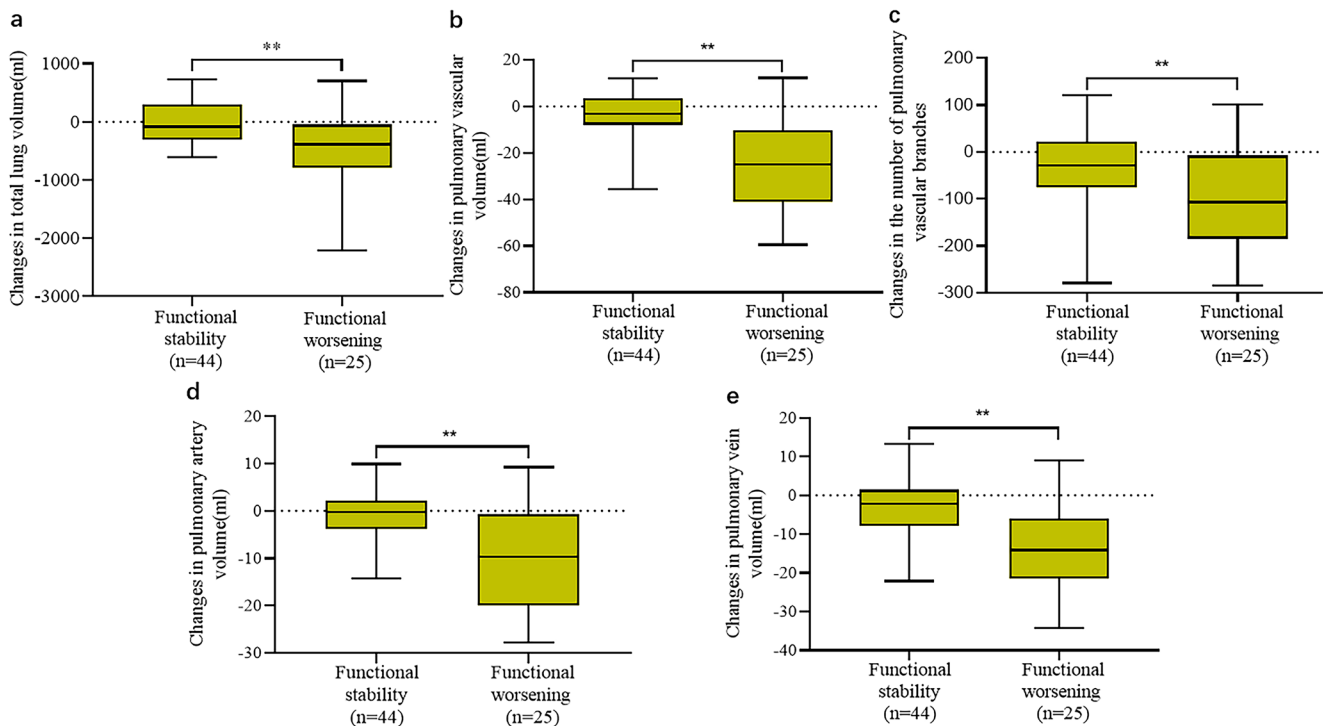 a
Changes in total lung volume(ml)
1000
0
-1000
-2000
-3000
**
Functional
stability
(n=44)
Functional
worsening
(n=25)
b
Changes in pulmonary vascular
volume(ml)
20
0
-20
-40
-60
-80
**
Functional
stability
(n=44)
Functional
worsening
(n=25)
c
Changes in the number of pulmonary
vascular branches
200
100
0
-100
-200
-300
**
Functional
stability
(n=44)
Functional
worsening
(n=25)
d
Changes in pulmonary artery
volume(ml)
20
10
0
-10
-20
-30
**
Functional
stability
(n=44)
Functional
worsening
(n=25)
e
Changes in pulmonary vein
volume(ml)
20
10
0
-10
-20
-30
-40
**
Functional
stability
(n=44)
Functional
worsening
(n=25)